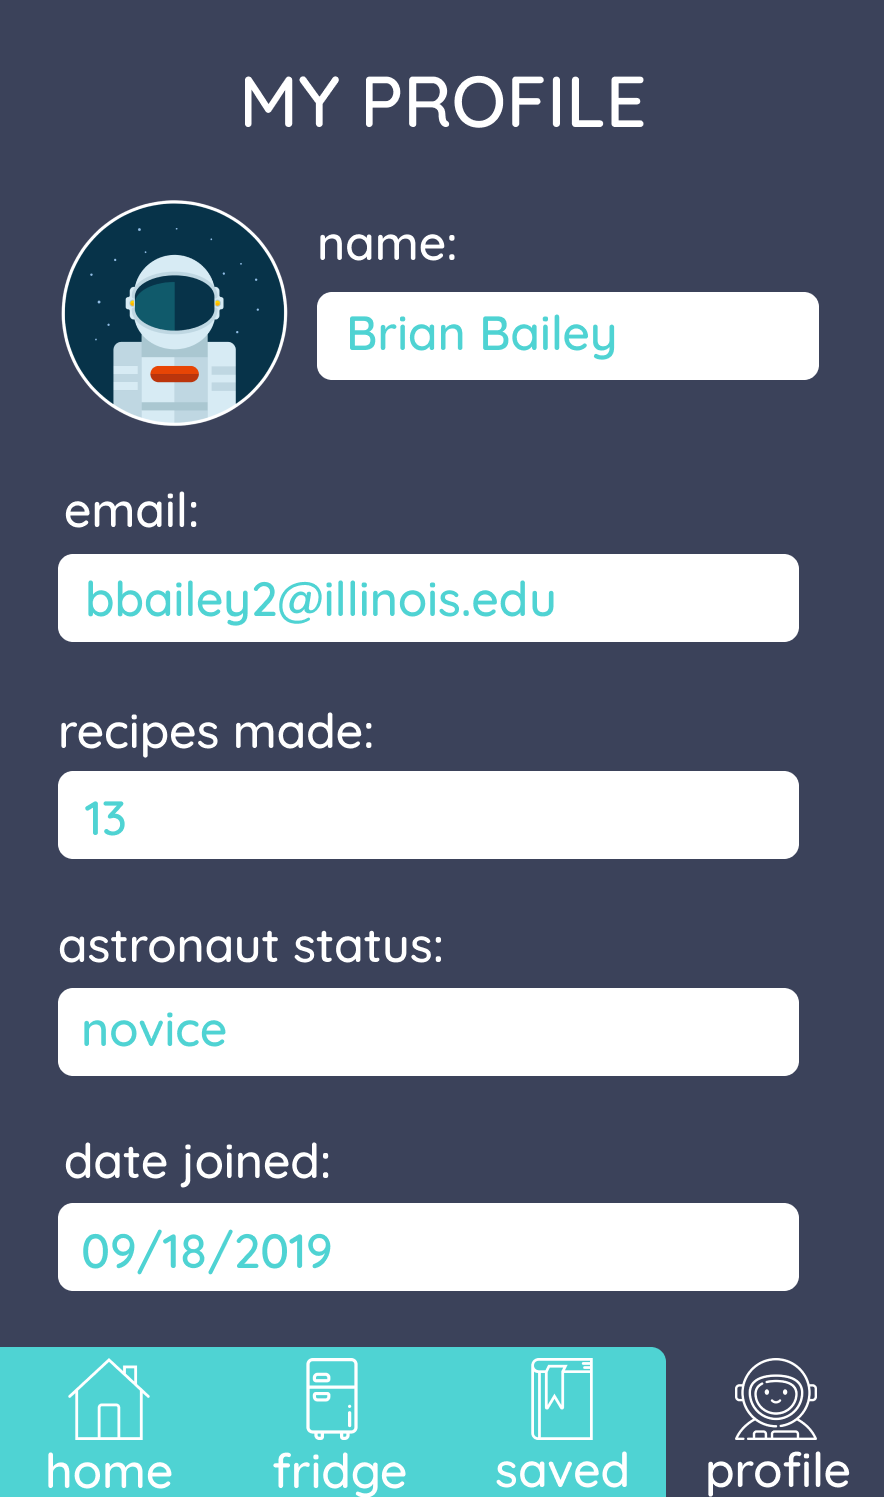 MY PROFILE
name:
Brian Bailey
email:
bbailey2@illinois.edu
recipes made:
13
astronaut status:
novice
date joined:
09/18/2019
home fridge saved profile